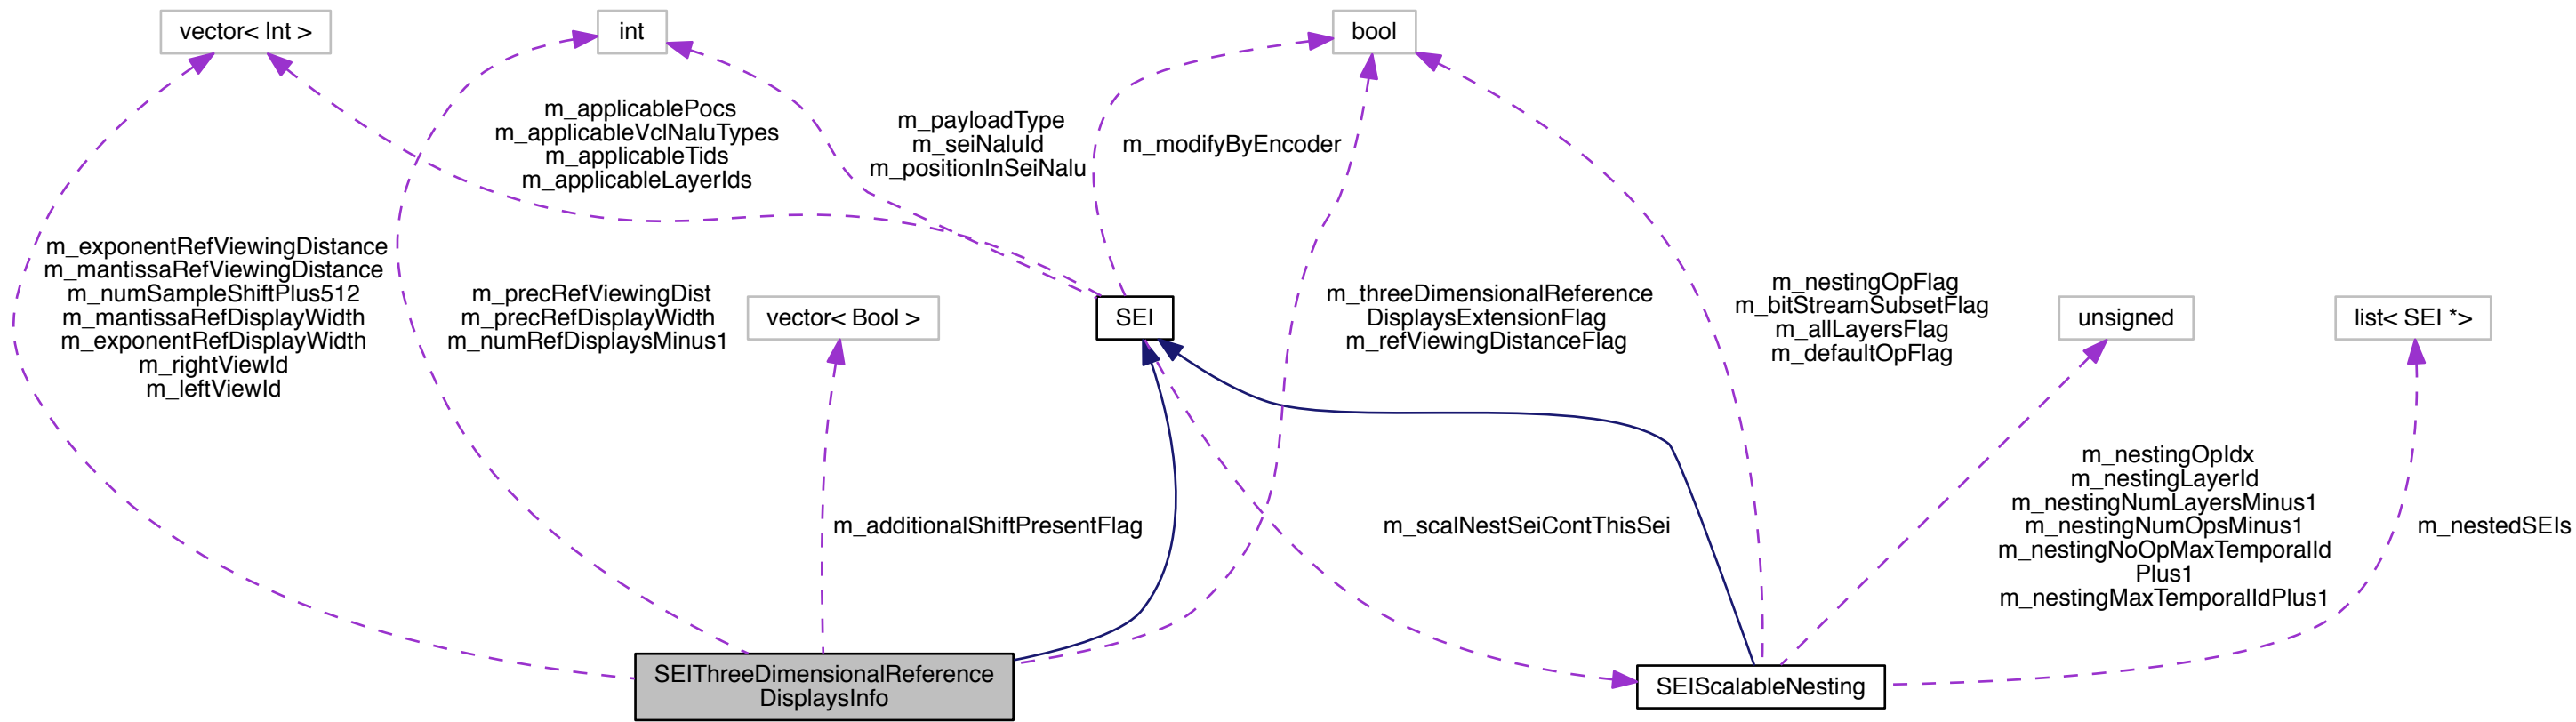 vector< Int >
int
bool
m_applicablePocs
m_applicableVclNaluTypes
m_applicableTids
m_applicableLayerIds
m_payloadType
m_seiNaluId
m_positionInSeiNalu
m_modifyByEncoder
m_exponentRefViewingDistance
m_mantissaRefViewingDistance
m_numSampleShiftPlus512
m_mantissaRefDisplayWidth
m_exponentRefDisplayWidth
m_rightViewId
m_leftViewId
m_precRefViewingDist
m_precRefDisplayWidth
m_numRefDisplaysMinus1
vector< Bool >
SEI
m_threeDimensionalReference
DisplaysExtensionFlag
m_refViewingDistanceFlag
m_nestingOpFlag
m_bitStreamSubsetFlag
m_allLayersFlag
m_defaultOpFlag
unsigned
list< SEI *>
m_additionalShiftPresentFlag
m_scalNestSeiContThisSei
m_nestingOpIdx
m_nestingLayerId
m_nestingNumLayersMinus1
m_nestingNumOpsMinus1
m_nestingNoOpMaxTemporalId
Plus1
m_nestingMaxTemporalIdPlus1
m_nestedSEIs
SEIThreeDimensionalReference
DisplaysInfo
SEIScalableNesting